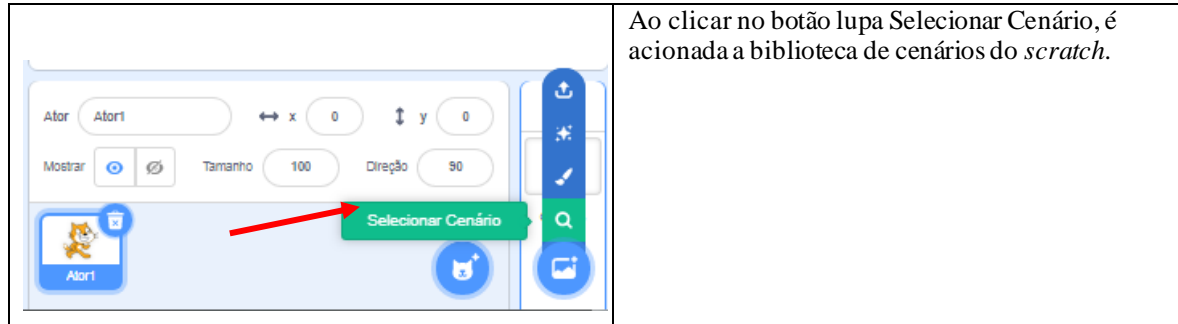 Ao clicar no botão lupa Selecionar Cenário, é
acionada a biblioteca de cenários do scratch.
Ator Ator1 x 0 y 0
Mostrar Tamanho 100 Direção 90
Selecionar Cenário
Ator1